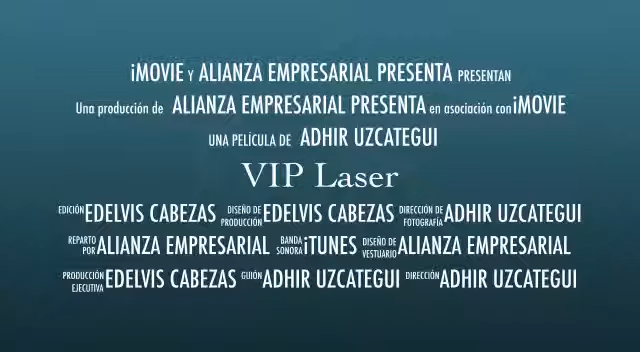 iMOVIE Y ALIANZA EMPRESARIAL PRESENTA PRESENTAN
Una producción de ALIANZA EMPRESARIAL PRESENTA en asociación con iMOVIE
UNA PELÍCULA DE ADHIR UZCATEGUI
VIP Laser
EDICIÓN EDELVIS CABEZAS DISEÑO DE PRODUCCIÓN EDELVIS CABEZAS DIRECCIÓN DE FOTOGRAFÍA ADHIR UZCATEGUI
REPARTO POR ALIANZA EMPRESARIAL BANDA SONORA iTUNES DISEÑO DE VESTUARIO ALIANZA EMPRESARIAL
PRODUCCIÓN EJECUTIVA EDELVIS CABEZAS GUIÓN ADHIR UZCATEGUI DIRECCIÓN ADHIR UZCATEGUI